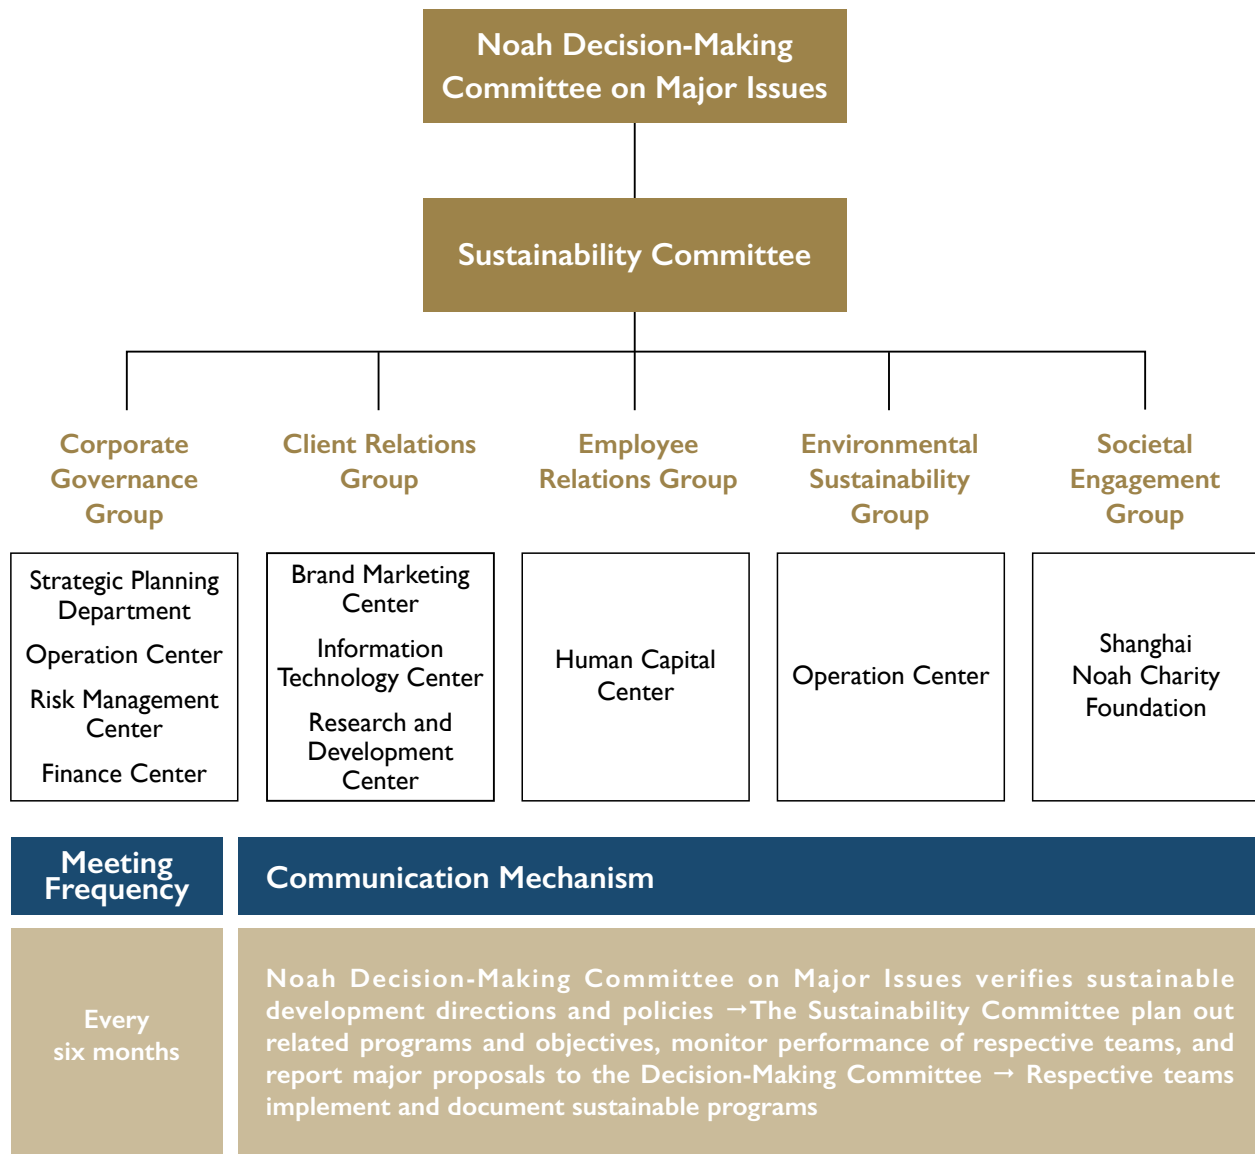 Noah Decision-Making
Committee on Major Issues
Sustainability Committee
Corporate
Governance
Group
Client Relations
Group
Employee
Relations Group
Environmental
Sustainability
Group
Societal
Engagement
Group
Strategic Planning
Department
Operation Center
Risk Management
Center
Finance Center
Brand Marketing
Center
Information
Technology Center
Research and
Development
Center
Human Capital
Center
Operation Center
Shanghai
Noah Charity
Foundation
Meeting
Frequency
Communication Mechanism
Every
six months
Noah Decision-Making Committee on Major Issues verifies sustainable
development directions and policies →The Sustainability Committee plan out
related programs and objectives, monitor performance of respective teams, and
report major proposals to the Decision-Making Committee → Respective teams
implement and document sustainable programs